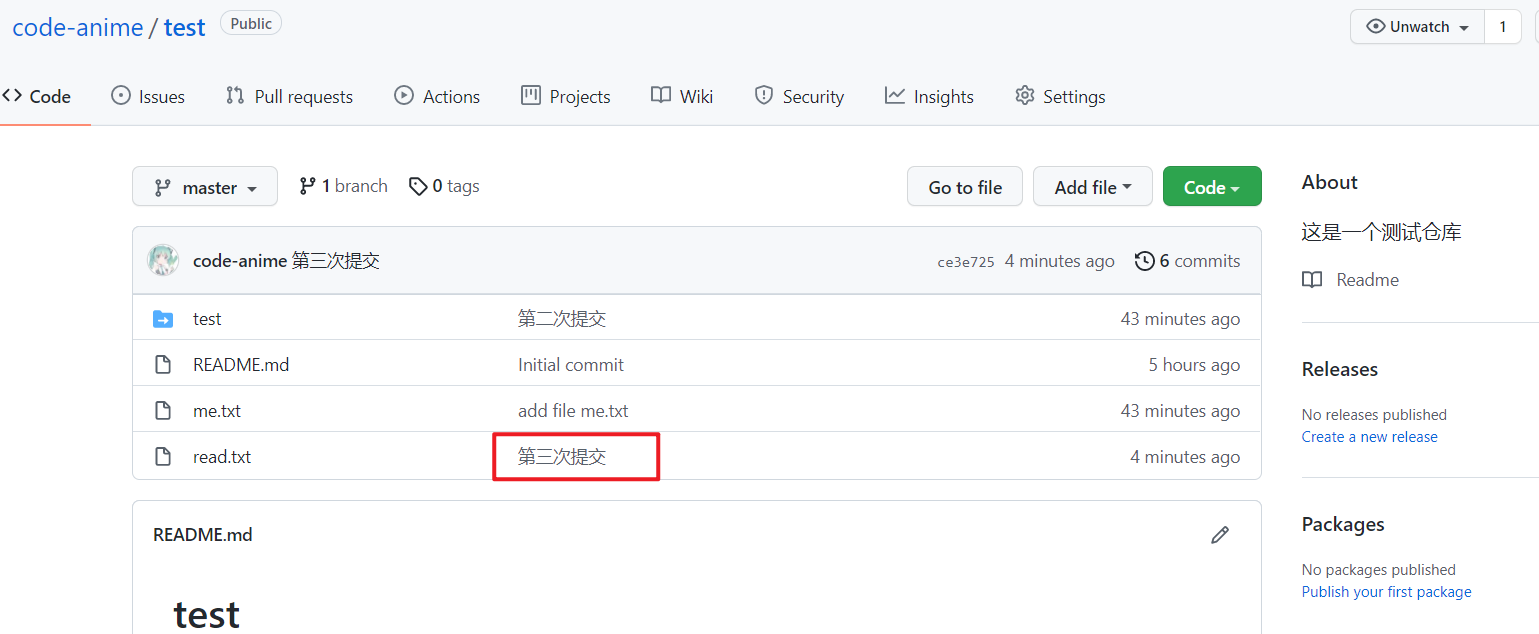 code-anime / test Public Unwatch 1
Code Issues Pull requests Actions Projects Wiki Security Insights Settings
master 1 branch 0 tags Go to file Add file Code
code-anime 第三次提交 ce3e725 4 minutes ago 6 commits
test 第二次提交 43 minutes ago
README.md Initial commit 5 hours ago
me.txt add file me.txt 43 minutes ago
read.txt 第三次提交 4 minutes ago
README.md
test
About
这是一个测试仓库
Readme
Releases
No releases published
Create a new release
Packages
No packages published
Publish your first package